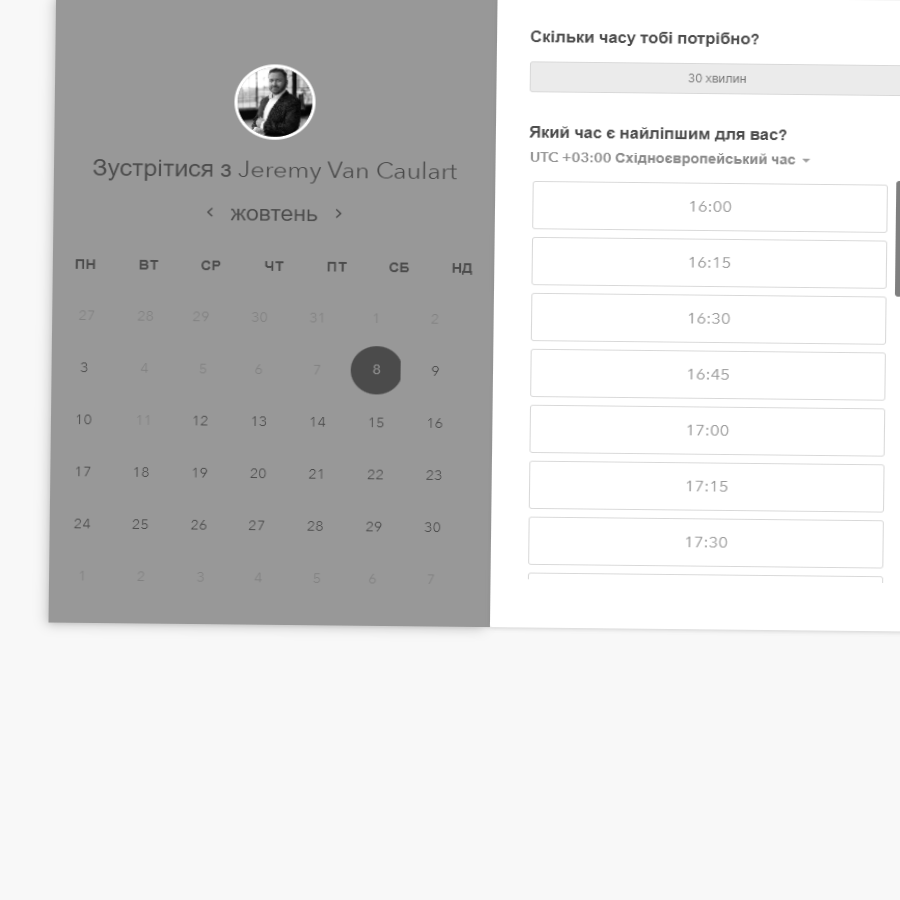 Зустрітися з Jeremy Van Caulart
жовтень
ПН ВТ СР ЧТ ПТ СБ НД
27 28 29 30 31 1 2
3 4 5 6 7 8 9
10 11 12 13 14 15 16
17 18 19 20 21 22 23
24 25 26 27 28 29 30
1 2 3 4 5 6 7
Скільки часу тобі потрібно?
30 хвилин
Який час є найліпшим для вас?
UTC +03:00 Східноєвропейський час
16:00
16:15
16:30
16:45
17:00
17:15
17:30